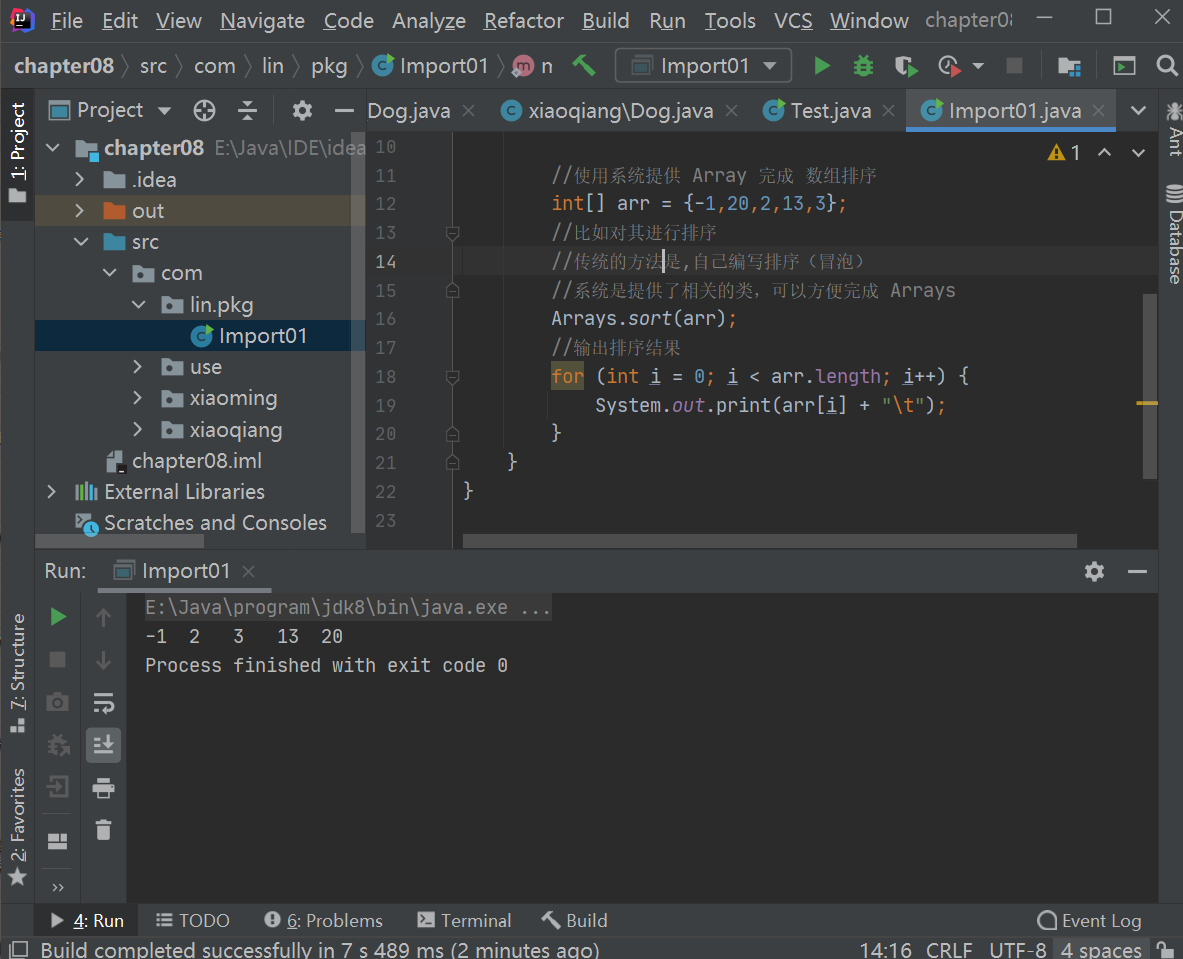 File Edit View Navigate Code Analyze Refactor Build Run Tools VCS Window
chapter08 src com lin pkg Import01 m n Import01
1: Project
Project
Dog.java xiaoqiang\Dog.java Test.java Import01.java
Ant
Database
chapter08 E:\Java\IDE\idea
.idea
out
src
com
lin.pkg
Import01
use
xiaoming
xiaoqiang
chapter08.iml
External Libraries
Scratches and Consoles
1
10
11 //使用系统提供 Array 完成 数组排序
12 int[] arr = {-1,20,2,13,3};
13 //比如对其进行排序
14 //传统的方法是,自己编写排序（冒泡）
15 //系统是提供了相关的类，可以方便完成 Arrays
16 Arrays.sort(arr);
17 //输出排序结果
18 for (int i = 0; i < arr.length; i++) {
19 System.out.print(arr[i] + "\t");
20 }
21 }
22 }
23
Run: Import01
E:\Java\program\jdk8\bin\java.exe ...
-1 2 3 13 20
Process finished with exit code 0
7: Structure
2: Favorites
4: Run TODO 6: Problems Terminal Build Event Log
Build completed successfully in 7 s 489 ms (2 minutes ago) 14:16 CRLF UTF-8 4 spaces